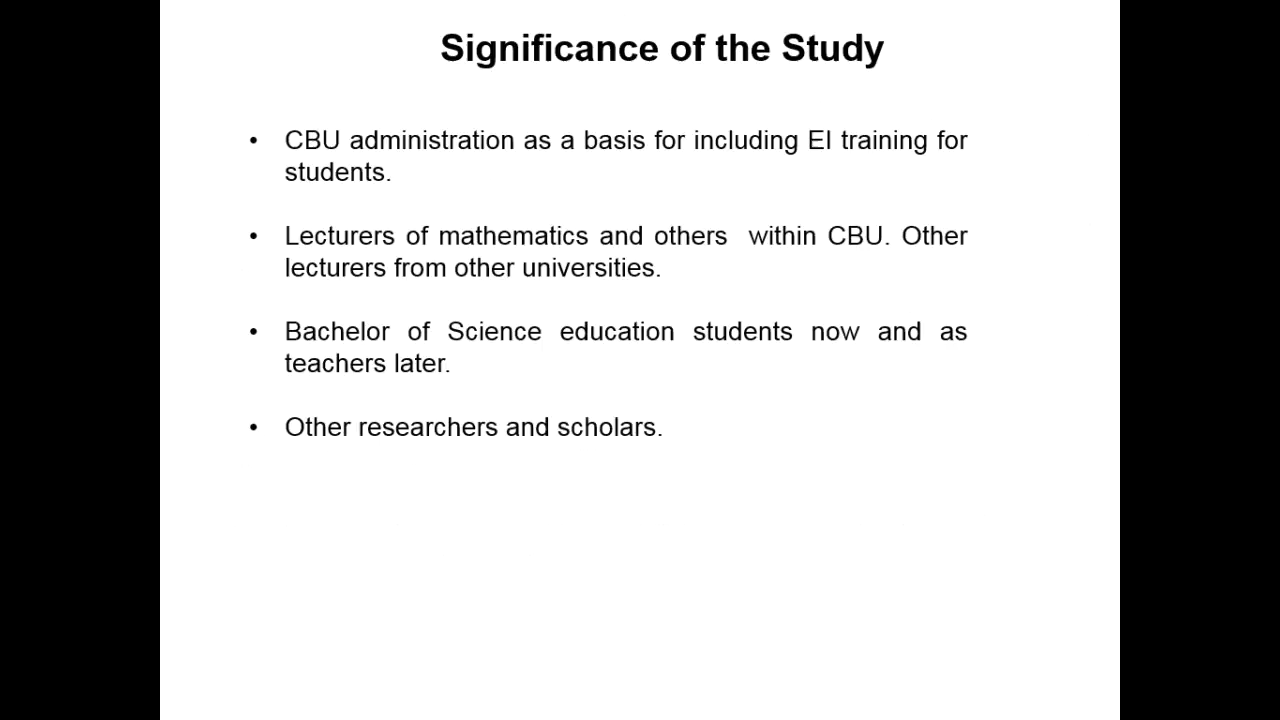 Significance of the Study
• CBU administration as a basis for including EI training for
students.
• Lecturers of mathematics and others  within CBU. Other
lecturers from other universities.
• Bachelor of Science education students now and as
teachers later.
• Other researchers and scholars.